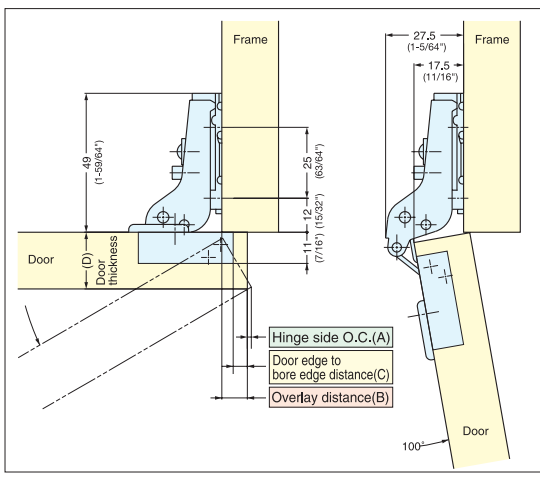 Frame
49
(1-59/64")
25
(63/64")
12
(15/32")
11
(7/16")
Door
(D)
Door
thickness
Hinge side O.C.(A)
Door edge to
bore edge distance(C)
Overlay distance(B)
27.5
(1-5/64")
17.5
(11/16")
Frame
Door
100°